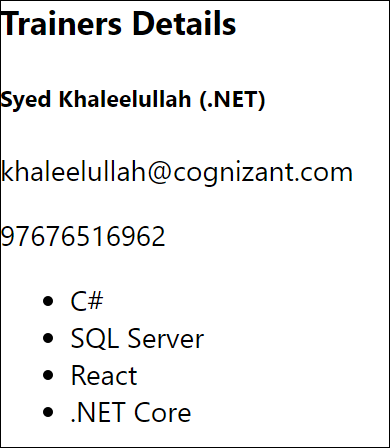 Trainers Details
Syed Khaleelullah (.NET)
khaleelullah@cognizant.com
97676516962
C#
SQL Server
React
.NET Core